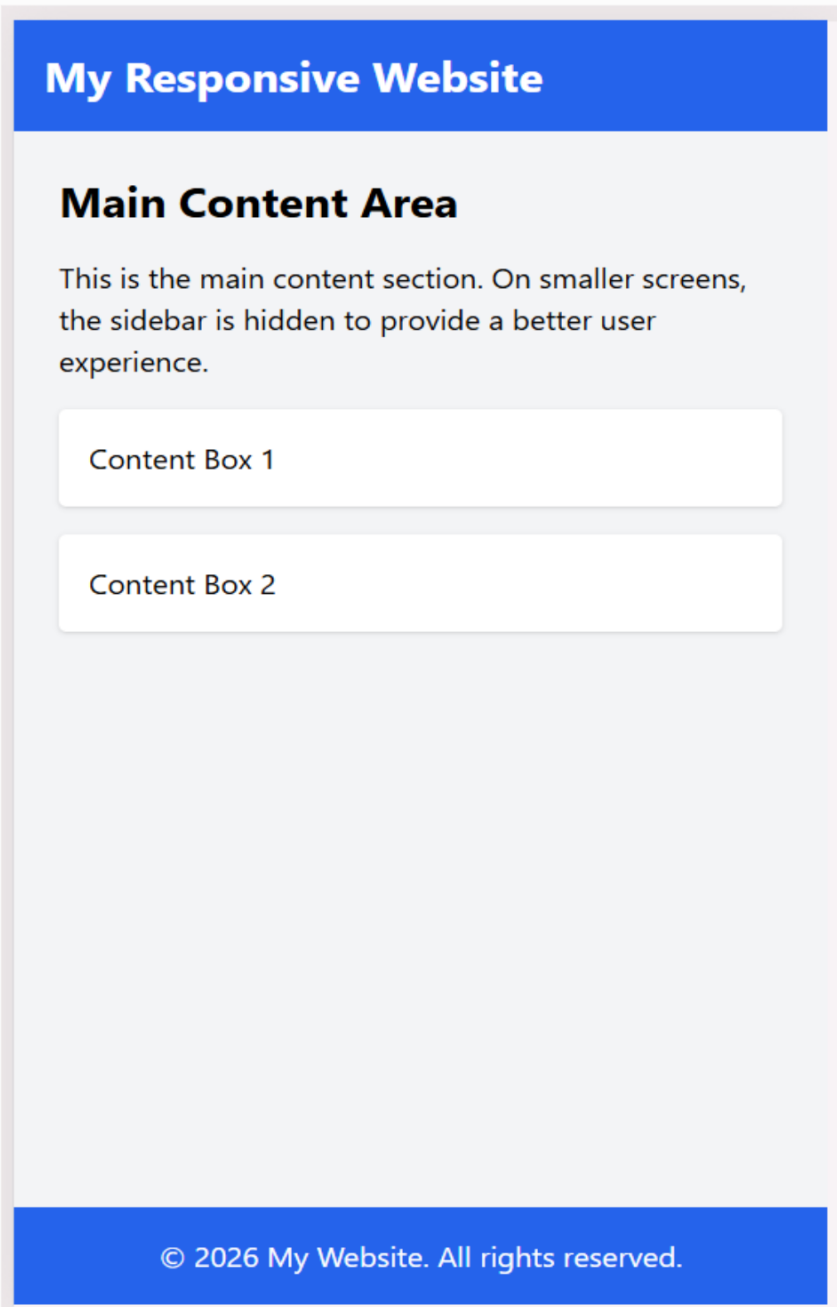 My Responsive Website
Main Content Area
This is the main content section. On smaller screens,
the sidebar is hidden to provide a better user
experience.
Content Box 1
Content Box 2
© 2026 My Website. All rights reserved.